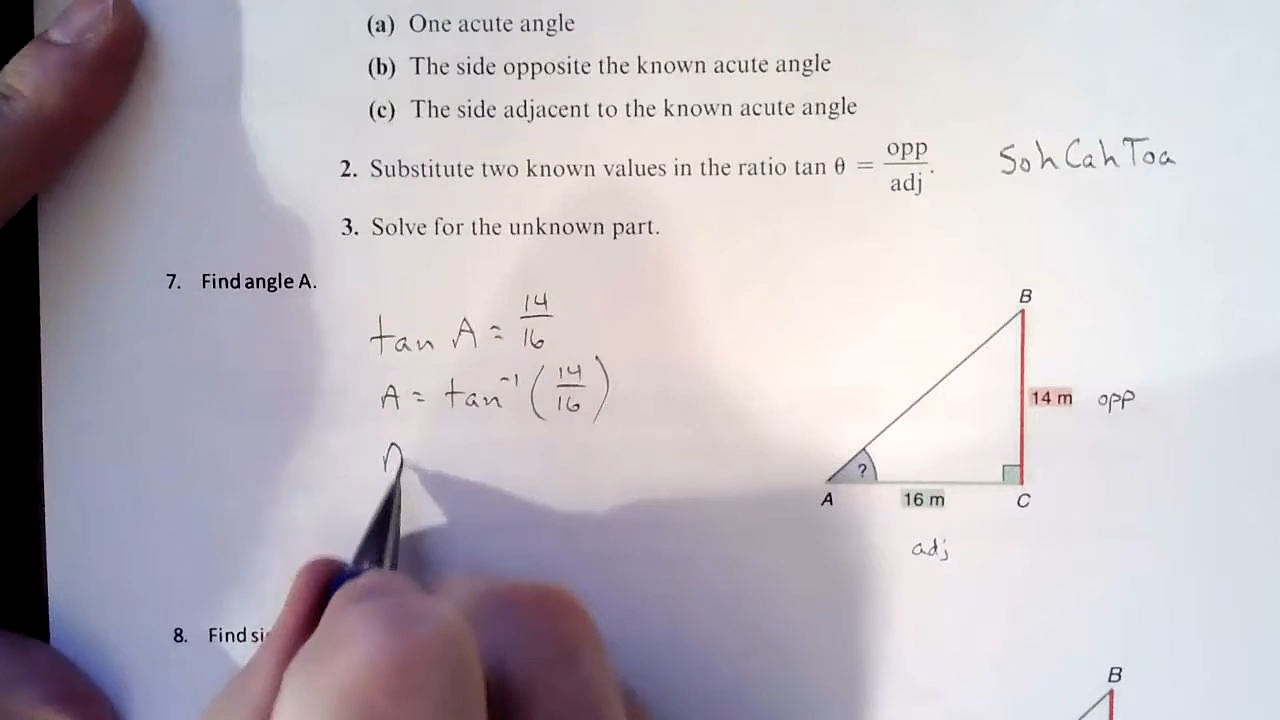 (a) One acute angle
(b) The side opposite the known acute angle
(c) The side adjacent to the known acute angle
2. Substitute two known values in the ratio tan θ = opp/adj.
SohCahToa
3. Solve for the unknown part.
7. Find angle A.
tan A = 14/16
A = tan⁻¹(14/16)
B
14 m opp
?
A 16 m C
adj
8. Find
B